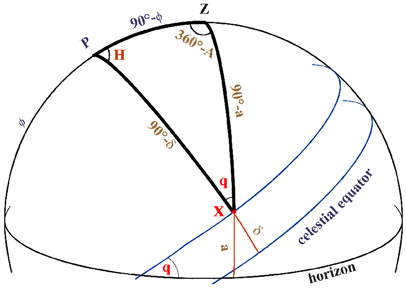 Z
90°-ϕ
P
H
360°-A
90°-a
90°-δ
ϕ
q
X
δ
a
celestial equator
q
horizon